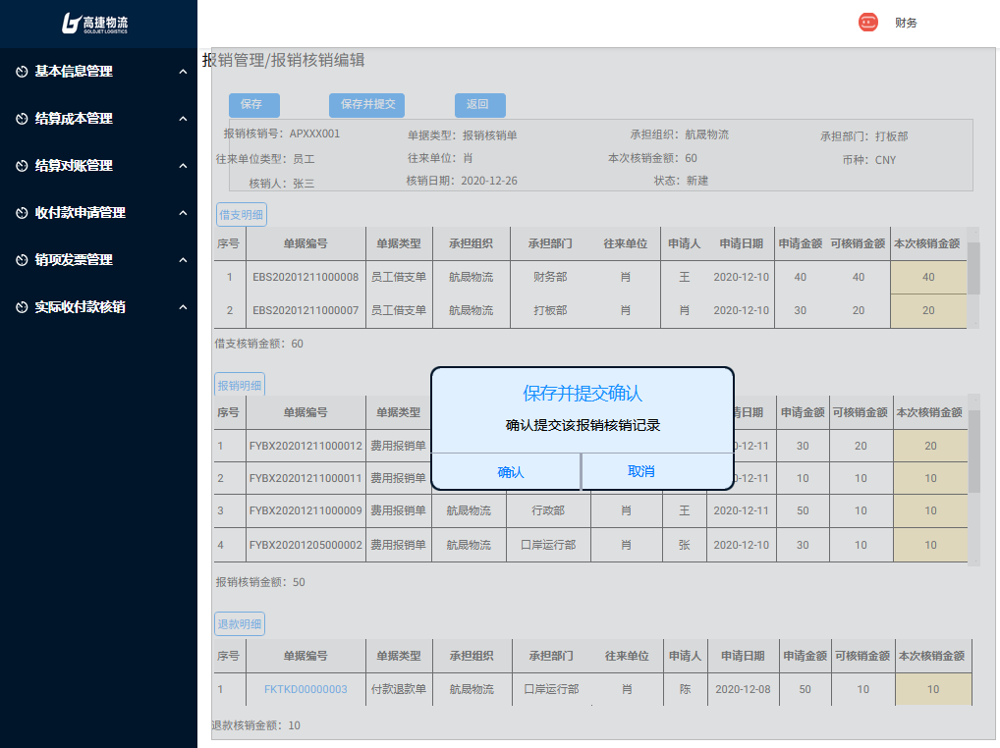 高捷物流
GOLDJET LOGISTICS
财务
基本信息管理
结算成本管理
结算对账管理
收付款申请管理
销项发票管理
实际收付款核销
报销管理/报销核销编辑
保存 保存并提交 返回
报销核销号：APXXX001 单据类型：报销核销单 承担组织：航晟物流 承担部门：打板部
往来单位类型：员工 往来单位：肖 本次核销金额：60 币种：CNY
核销人：张三 核销日期：2020-12-26 状态：新建
借支明细
序号 单据编号 单据类型 承担组织 承担部门 往来单位 申请人 申请日期 申请金额 可核销金额 本次核销金额
1 EBS20201211000008 员工借支单 航晟物流 财务部 肖 王 2020-12-10 40 40 40
2 EBS20201211000007 员工借支单 航晟物流 打板部 肖 肖 2020-12-10 30 20 20
借支核销金额：60
报销明细
序号 单据编号 单据类型 请日期 申请金额 可核销金额 本次核销金额
1 FYBX20201211000012 费用报销单 0-12-11 30 20 20
2 FYBX20201211000011 费用报销单 0-12-11 10 10 10
3 FYBX20201211000009 费用报销单 航晟物流 行政部 肖 王 2020-12-11 50 10 10
4 FYBX20201205000002 费用报销单 航晟物流 口岸运行部 肖 张 2020-12-10 30 10 10
保存并提交确认
确认提交该报销核销记录
确认 取消
报销核销金额：50
退款明细
序号 单据编号 单据类型 承担组织 承担部门 往来单位 申请人 申请日期 申请金额 可核销金额 本次核销金额
1 FKTKD00000003 付款退款单 航晟物流 口岸运行部 肖 陈 2020-12-08 50 10 10
退款核销金额：10